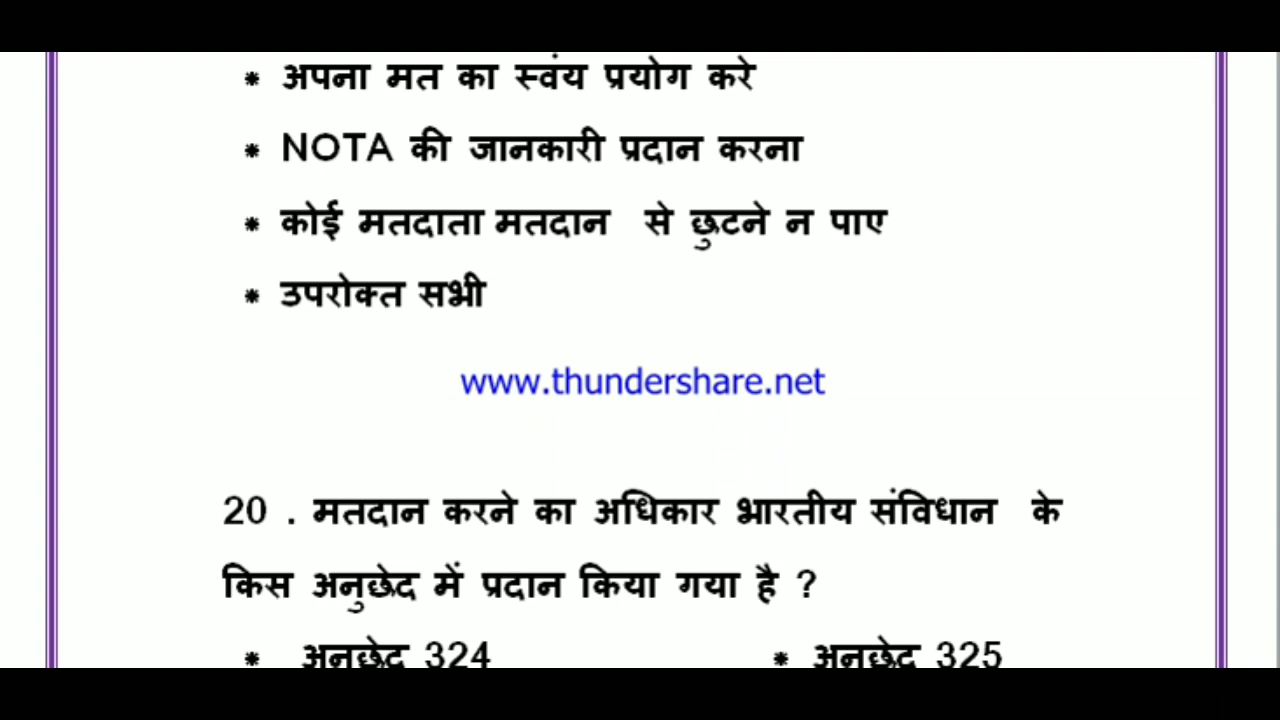 * अपना मत का स्वंय प्रयोग करे
* NOTA की जानकारी प्रदान करना
* कोई मतदाता मतदान से छुटने न पाए
* उपरोक्त सभी
www.thundershare.net
20 . मतदान करने का अधिकार भारतीय संविधान के
किस अनुछेद में प्रदान किया गया है ?
* अनुछेद 324 * अनुछेद 325